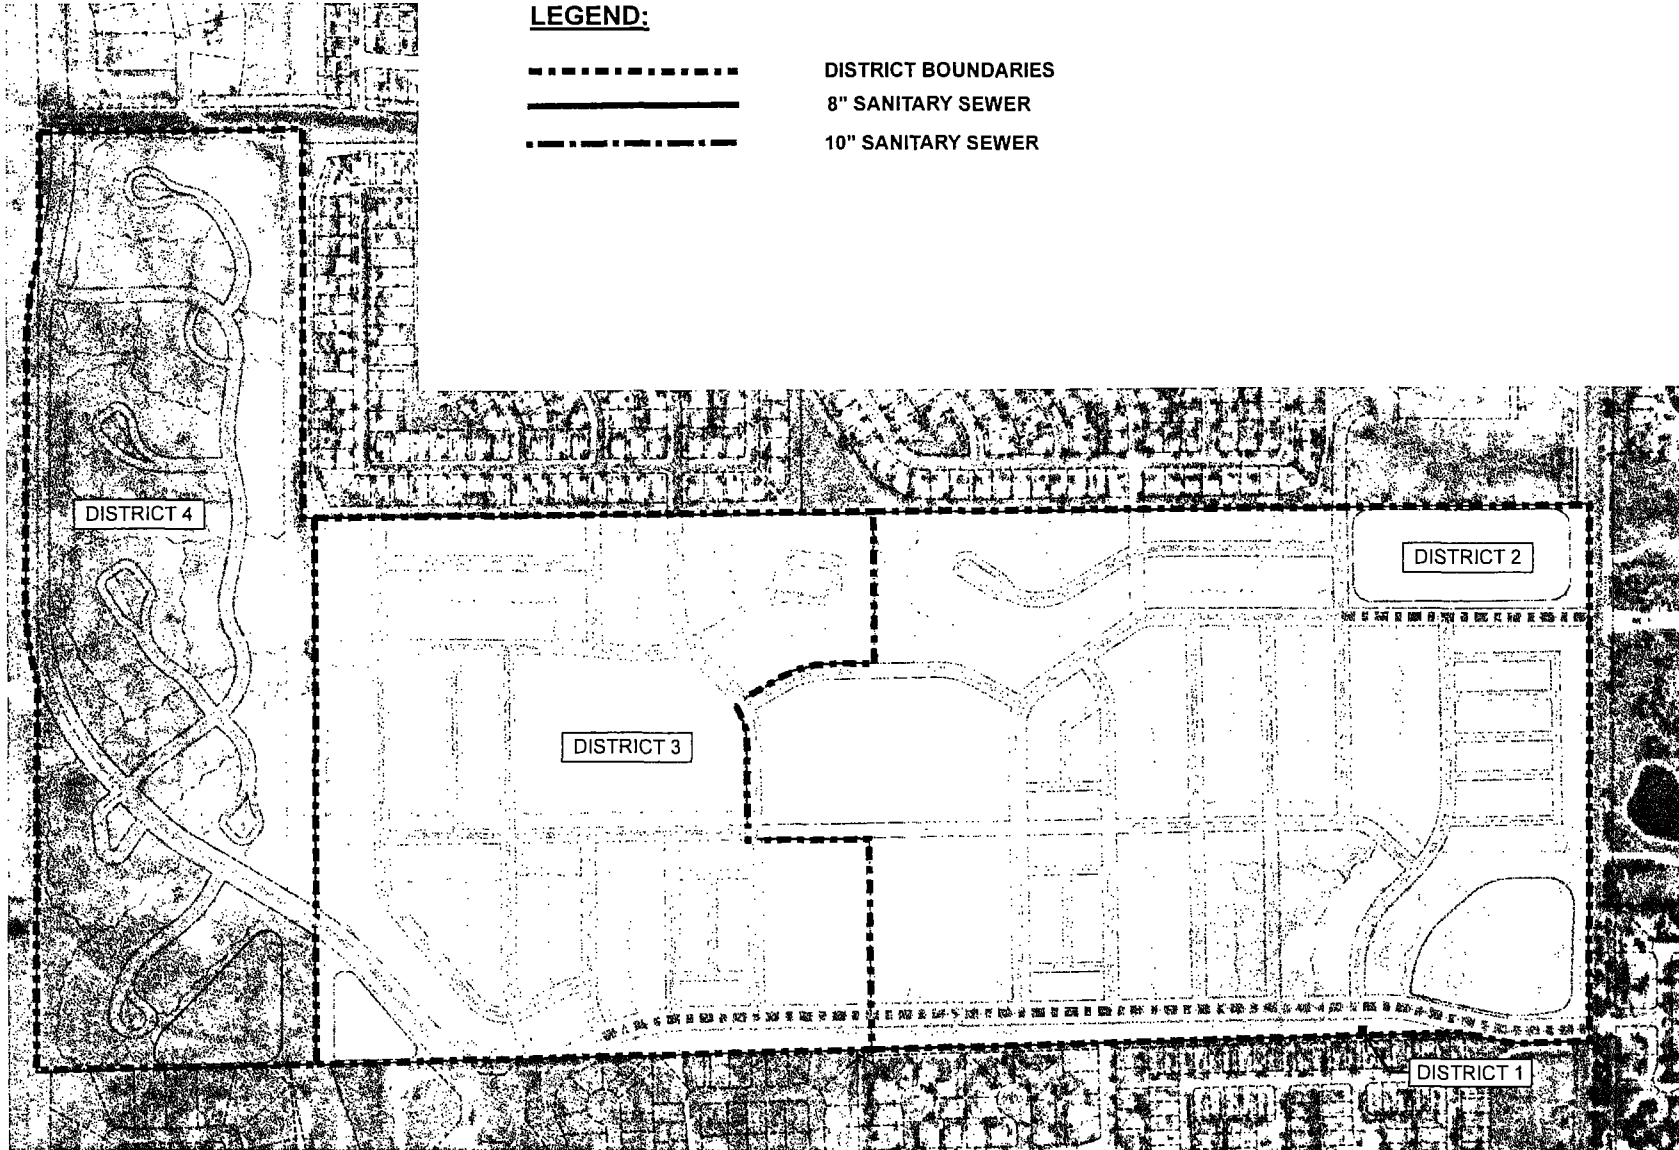 LEGEND:
DISTRICT BOUNDARIES
8" SANITARY SEWER
10" SANITARY SEWER
DISTRICT 4
DISTRICT 2
DISTRICT 3
DISTRICT 1